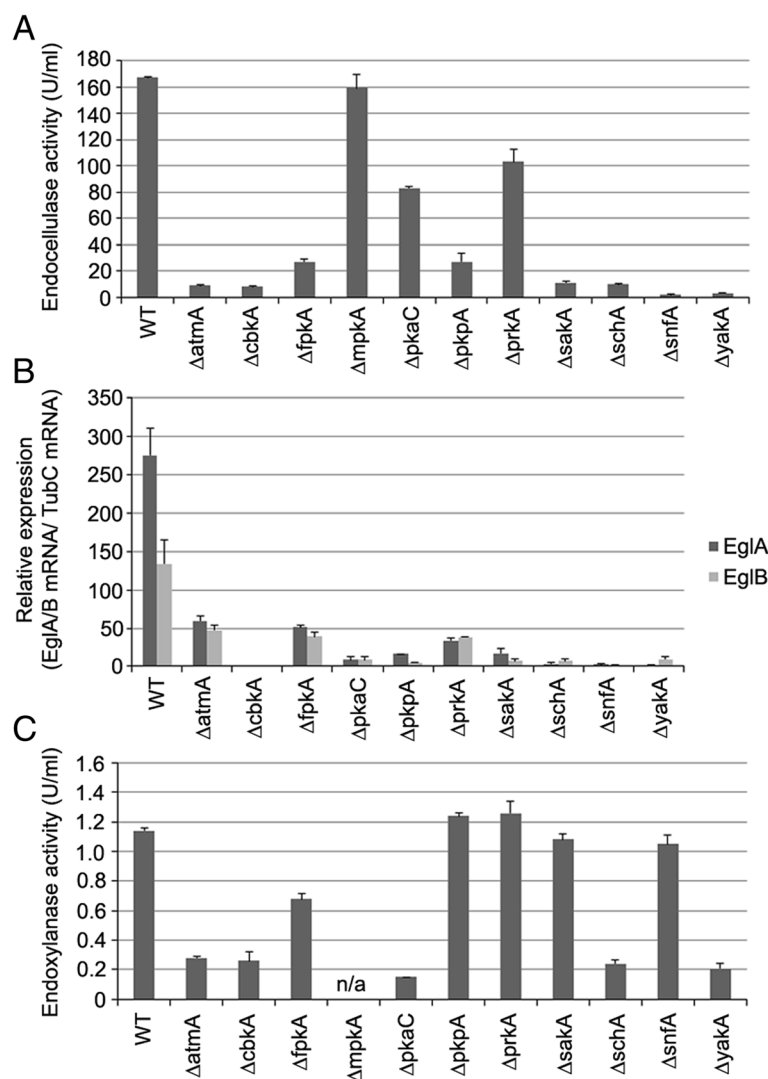 A
Endocellulase activity (U/ml)
180
160
140
120
100
80
60
40
20
0
WT
ΔatmA
ΔcbkA
ΔfpkA
ΔmpkA
ΔpkaC
ΔpkpA
ΔprkA
ΔsakA
ΔschA
ΔsnfA
ΔyakA
B
Relative expression
(EglA/B mRNA/ TubC mRNA)
350
300
250
200
150
100
50
0
WT
ΔatmA
ΔcbkA
ΔfpkA
ΔpkaC
ΔpkpA
ΔprkA
ΔsakA
ΔschA
ΔsnfA
ΔyakA
EglA
EglB
C
Endoxylanase activity (U/ml)
1.6
1.4
1.2
1.0
0.8
0.6
0.4
0.2
0
n/a
WT
ΔatmA
ΔcbkA
ΔfpkA
ΔmpkA
ΔpkaC
ΔpkpA
ΔprkA
ΔsakA
ΔschA
ΔsnfA
ΔyakA